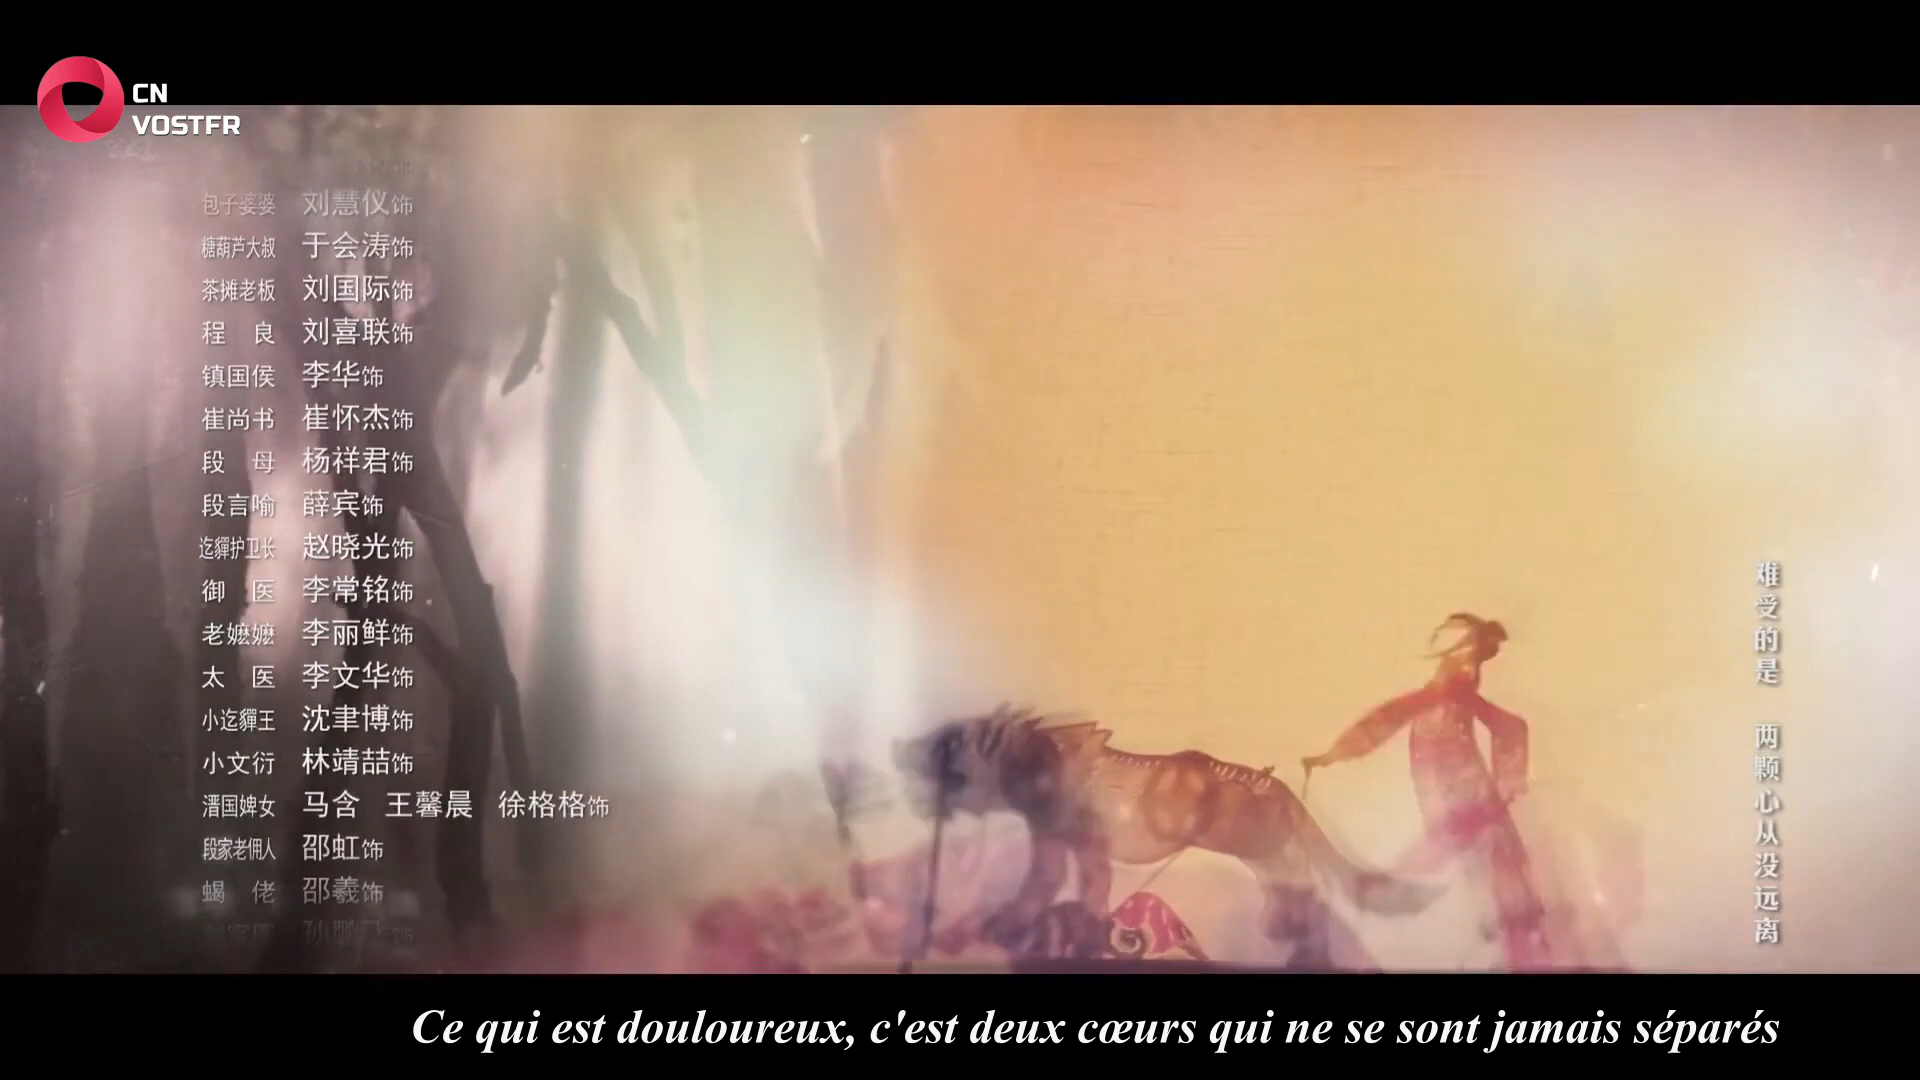 CN
VOSTFR
包子婆婆 刘慧仪饰
糖葫芦大叔 于会涛饰
茶摊老板 刘国际饰
程 良 刘喜联饰
镇国侯 李华饰
崔尚书 崔怀杰饰
段 母 杨祥君饰
段言喻 薛宾饰
迄貚护卫长 赵晓光饰
御 医 李常铭饰
老嬷嬷 李丽鲜饰
太 医 李文华饰
小迄貚王 沈聿博饰
小文衍 林靖喆饰
溍国婢女 马含 王馨晨 徐格格饰
段家老佣人 邵虹饰
蝎 佬 邵羲饰
难受的是 两颗心从没远离
Ce qui est douloureux, c'est deux cœurs qui ne se sont jamais séparés